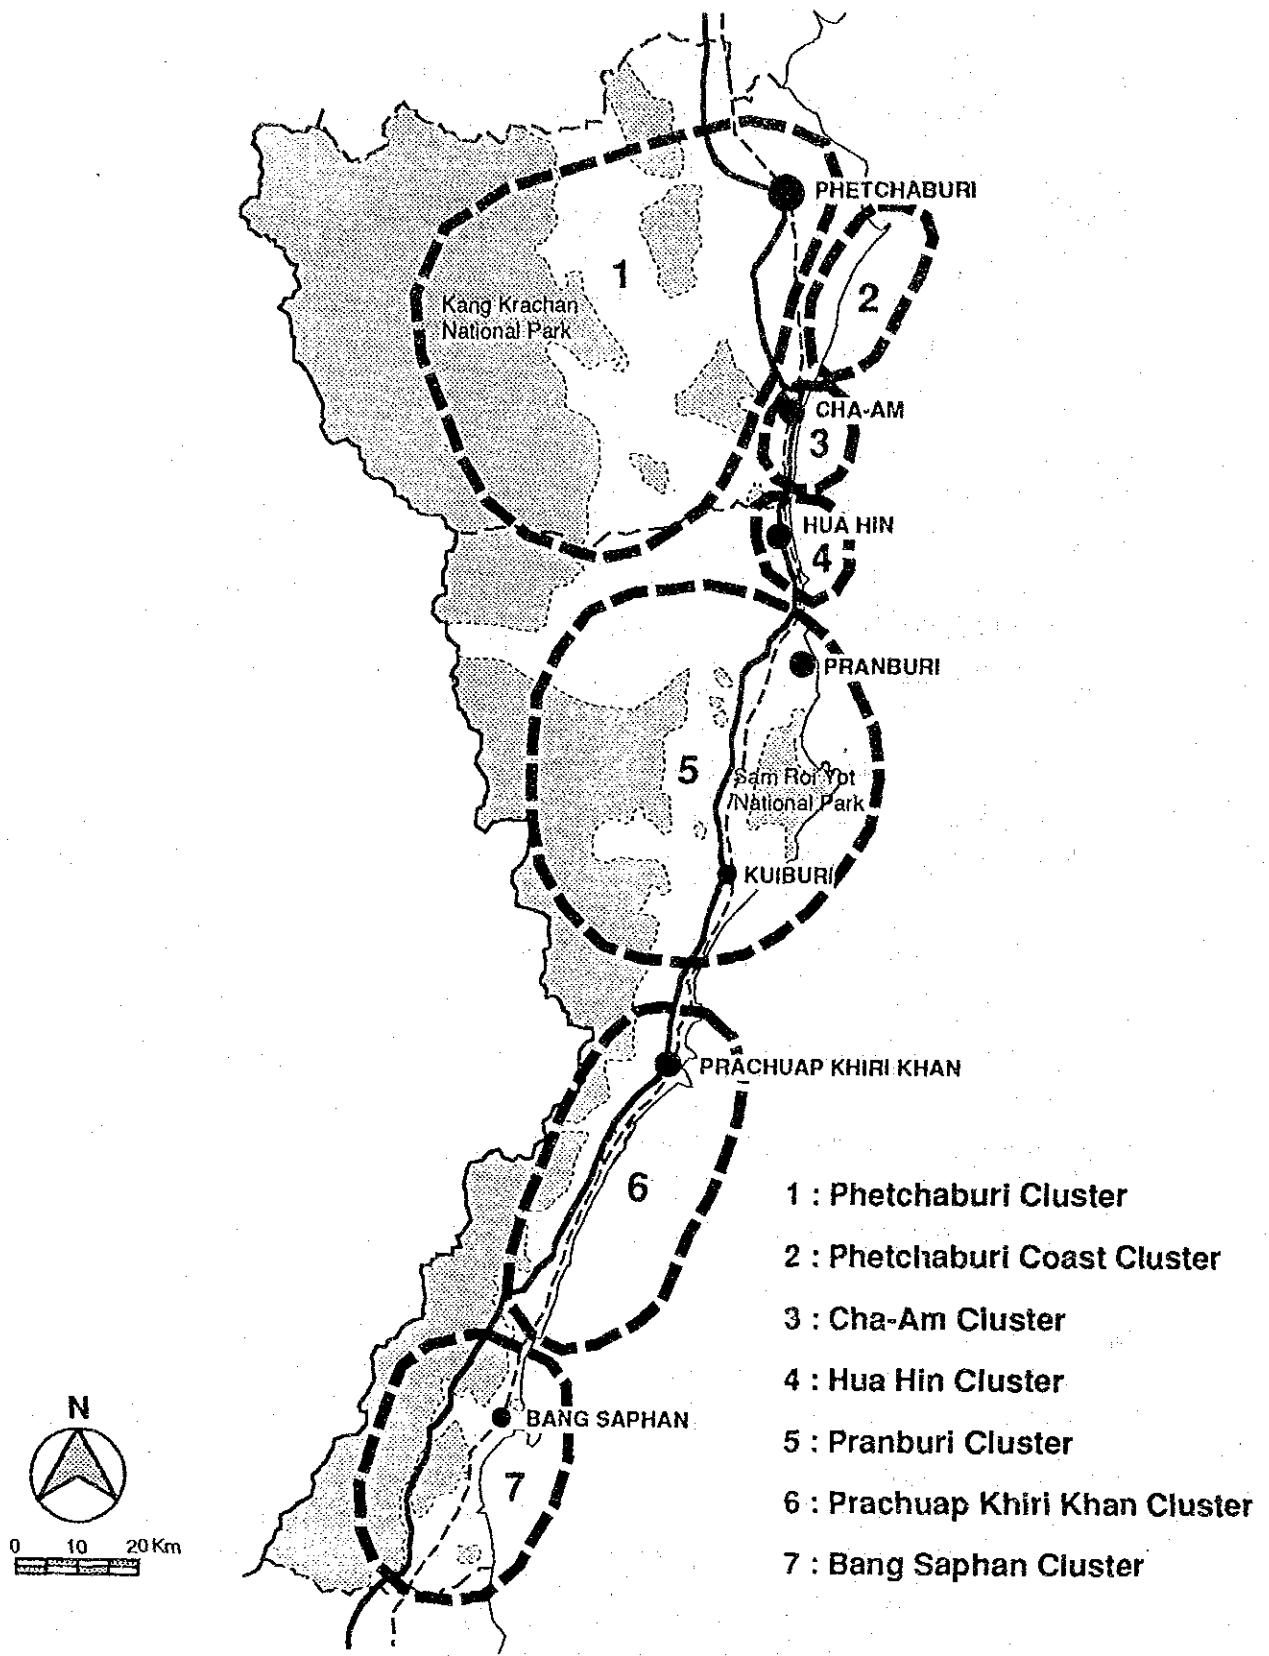 PHETCHABURI
1
2
Kang Krachan
National Park
CHA-AM
3
HUA HIN
4
PRANBURI
5
Sam Roi Yot
National Park
KUIBURI
PRACHUAP KHIRI KHAN
6
1 : Phetchaburi Cluster
2 : Phetchaburi Coast Cluster
3 : Cha-Am Cluster
4 : Hua Hin Cluster
5 : Pranburi Cluster
6 : Prachuap Khiri Khan Cluster
7 : Bang Saphan Cluster
BANG SAPHAN
7
N
0 10 20 Km